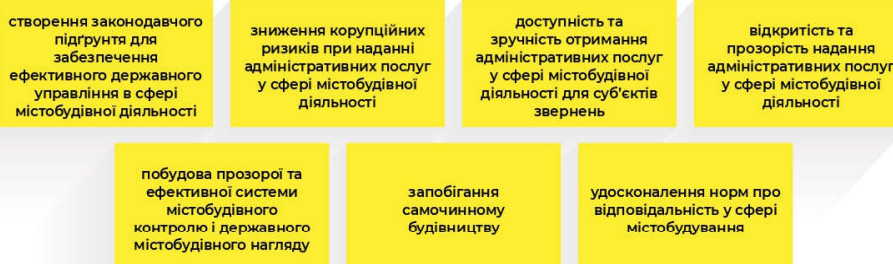 створення законодавчого
підґрунтя для
забезпечення
ефективного державного
управління в сфері
містобудівної діяльності
зниження корупційних
ризиків при наданні
адміністративних послуг
у сфері містобудівної
діяльності
доступність та
зручність отримання
адміністративних послуг
у сфері містобудівної
діяльності для суб’єктів
звернень
відкритість та
прозорість надання
адміністративних послуг
у сфері містобудівної
діяльності
побудова прозорої та
ефективної системи
містобудівного
контролю і державного
містобудівного нагляду
запобігання
самочинному
будівництву
удосконалення норм про
відповідальність у сфері
містобудування